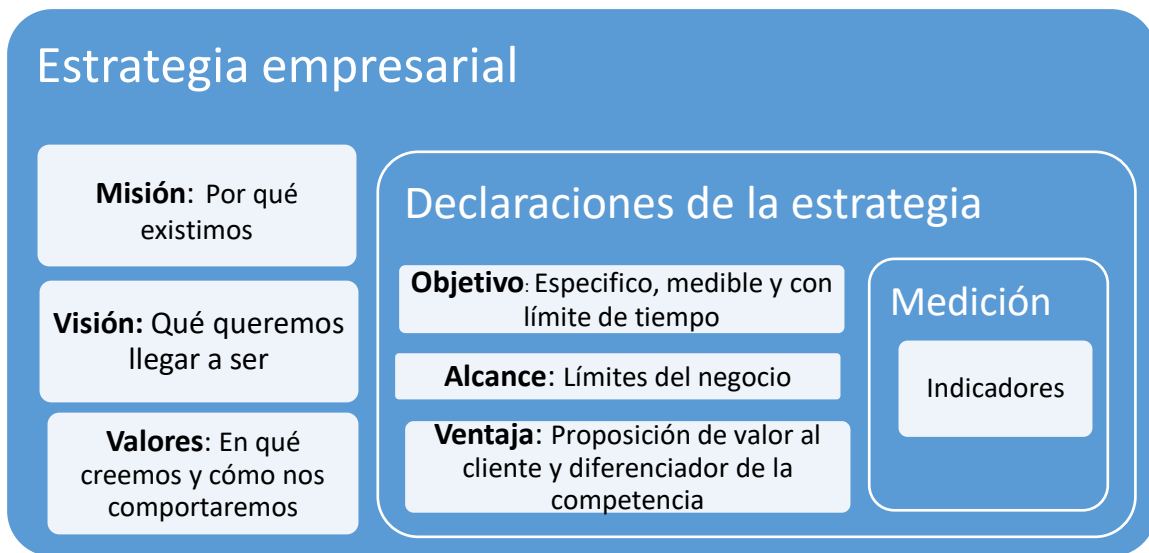 Estrategia empresarial
Misión: Por qué
existimos
Visión: Qué queremos
llegar a ser
Valores: En qué
creemos y cómo nos
comportaremos
Declaraciones de la estrategia
Objetivo: Especifico, medible y con
límite de tiempo
Alcance: Límites del negocio
Ventaja: Proposición de valor al
cliente y diferenciador de la
competencia
Medición
Indicadores